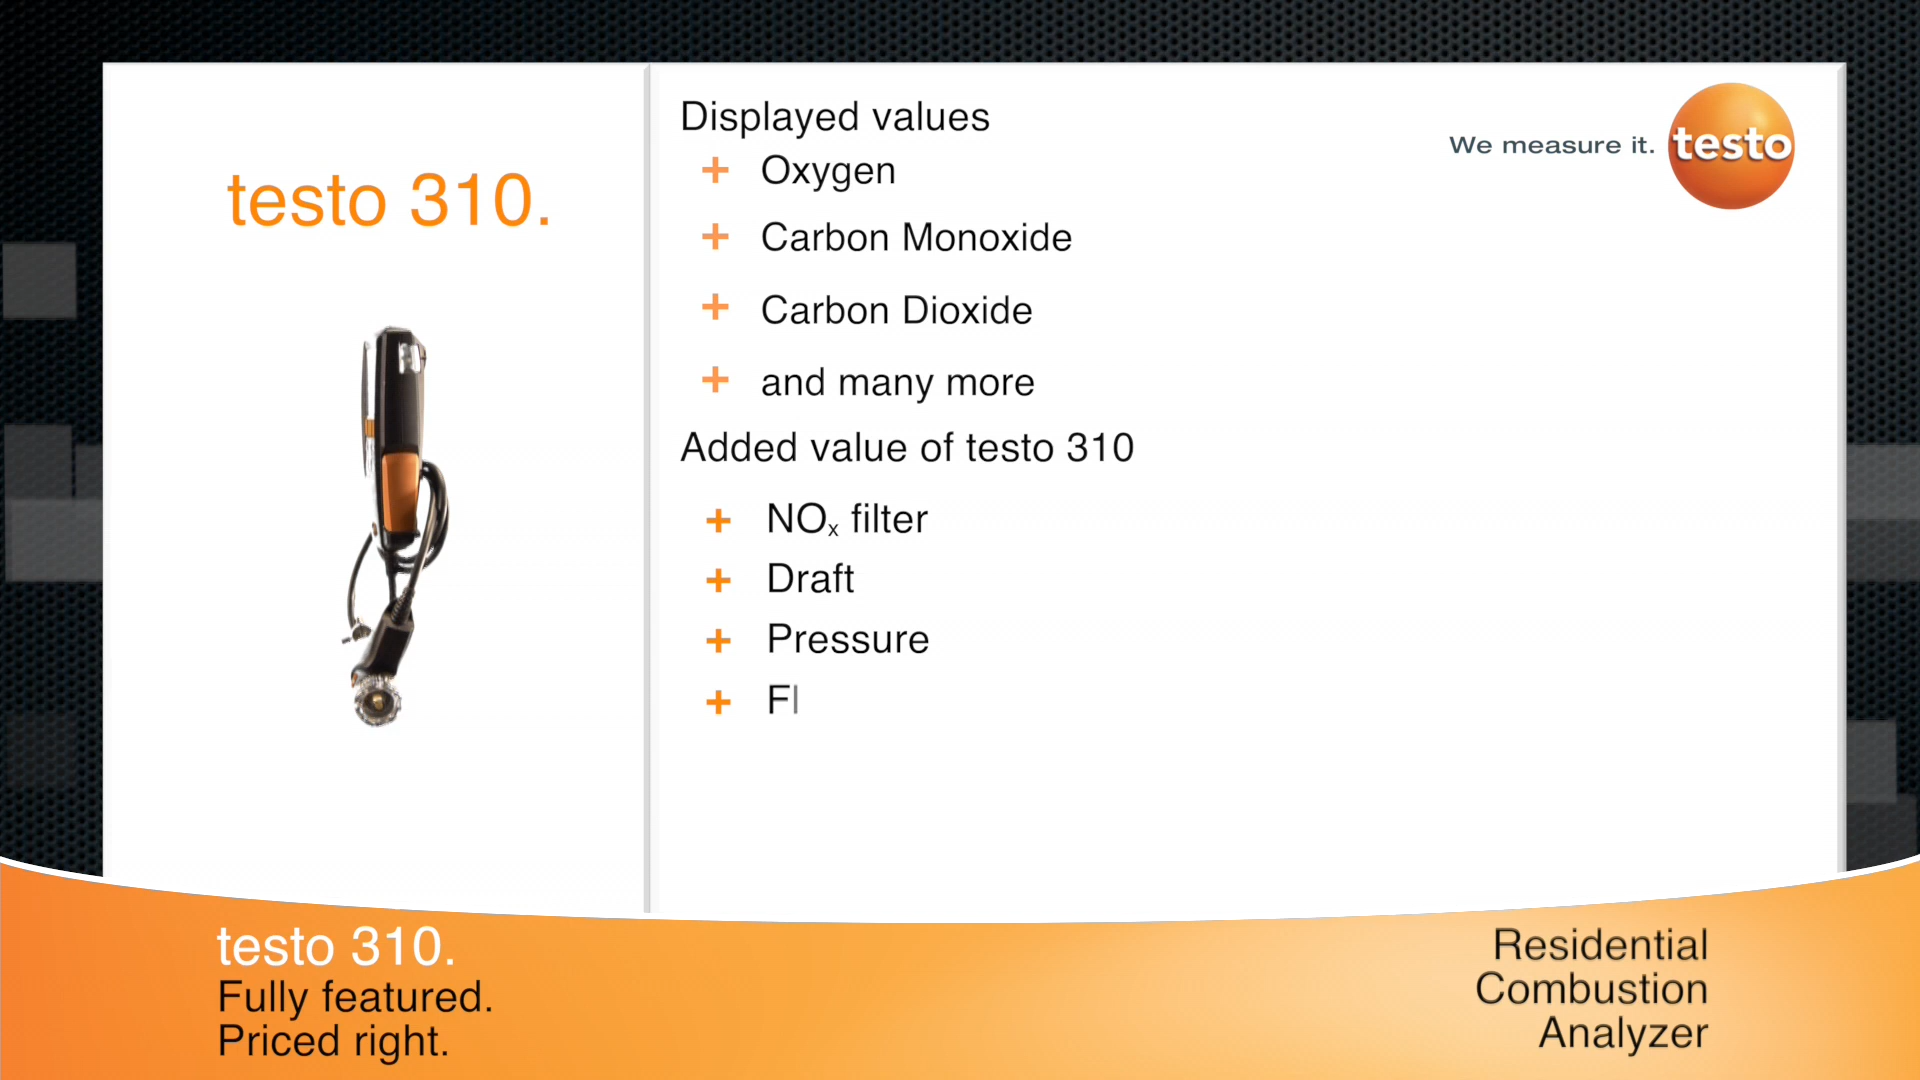 testo 310.
Displayed values
+ Oxygen
+ Carbon Monoxide
+ Carbon Dioxide
+ and many more
Added value of testo 310
+ NOₓ filter
+ Draft
+ Pressure
+ Fl
We measure it. testo
testo 310.
Fully featured.
Priced right.
Residential
Combustion
Analyzer